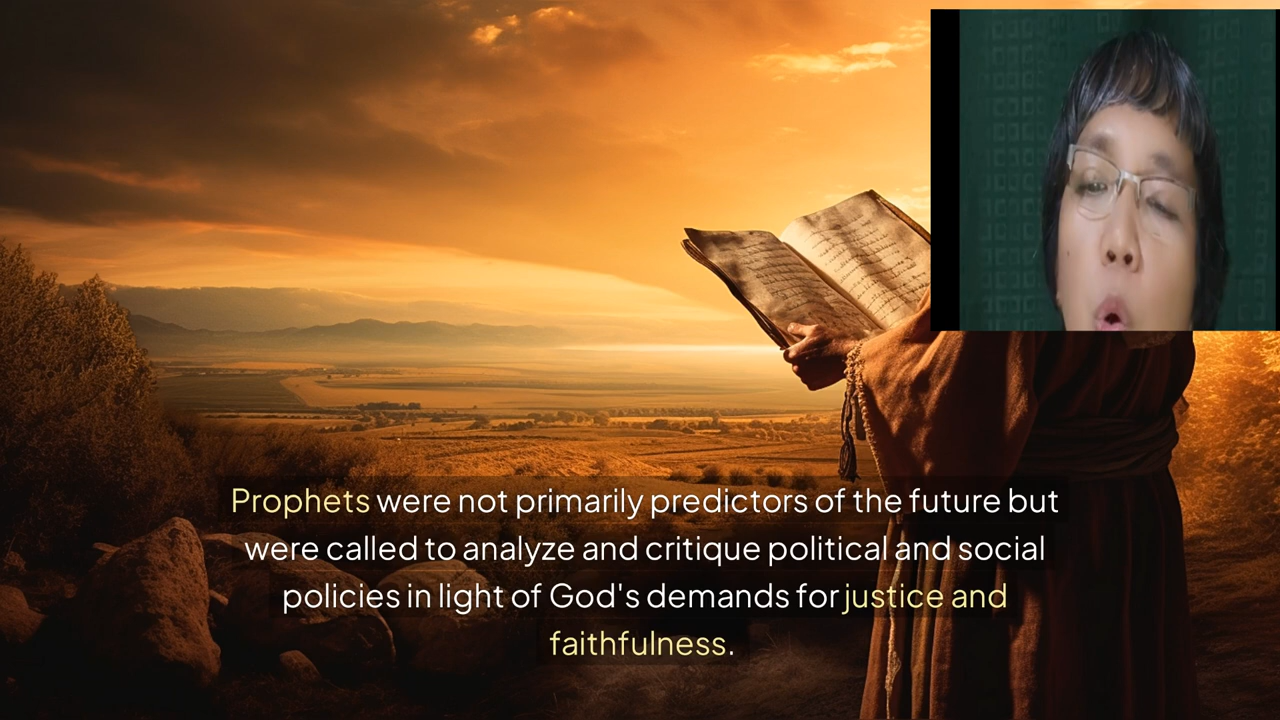 Prophets were not primarily predictors of the future but
were called to analyze and critique political and social
policies in light of God's demands for justice and
faithfulness.